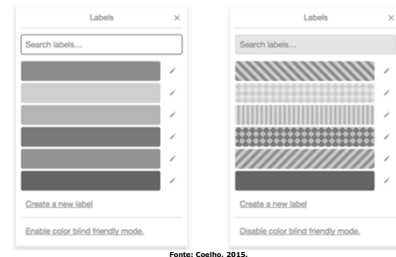 Labels ×
Search labels...
Create a new label
Enable color blind friendly mode.
Labels ×
Search labels...
Create a new label
Disable color blind friendly mode.
Fonte: Coelho, 2015.